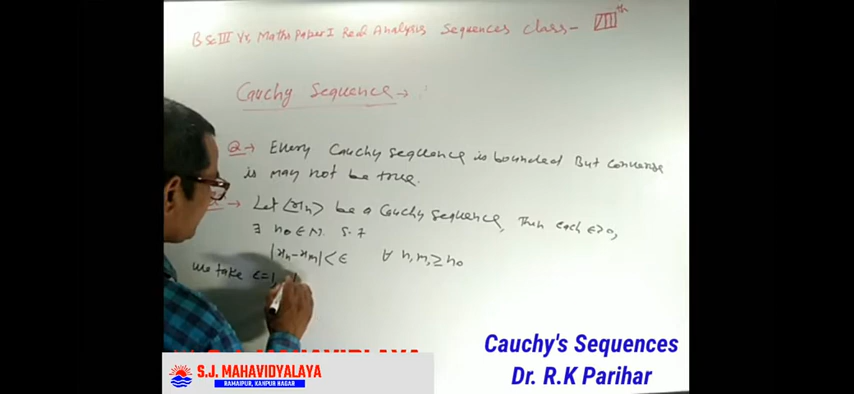 BSc III Yr Maths Paper I Real Analysis Sequences Class- VII th
Cauchy Sequence →
Q → Every Cauchy sequence is bounded But converse
is may not be true.
→ Let <xn> be a Cauchy sequence, Then each ε>0,
∃ n0 ∈ N. S.t
|xn-xm|<ε ∀ n,m,≥n0
We take ε=1,
S.J. MAHAVIDYALAYA
RAMAIPUR, KANPUR NAGAR
Cauchy's Sequences
Dr. R.K Parihar